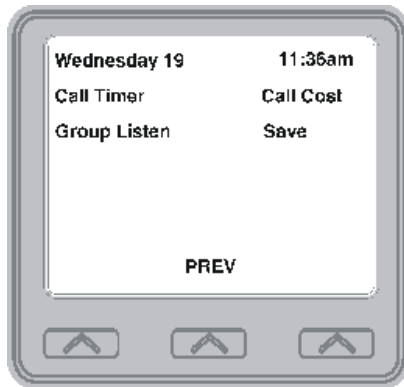 Wednesday 19 11:36am
Call Timer Call Cost
Group Listen Save
PREV